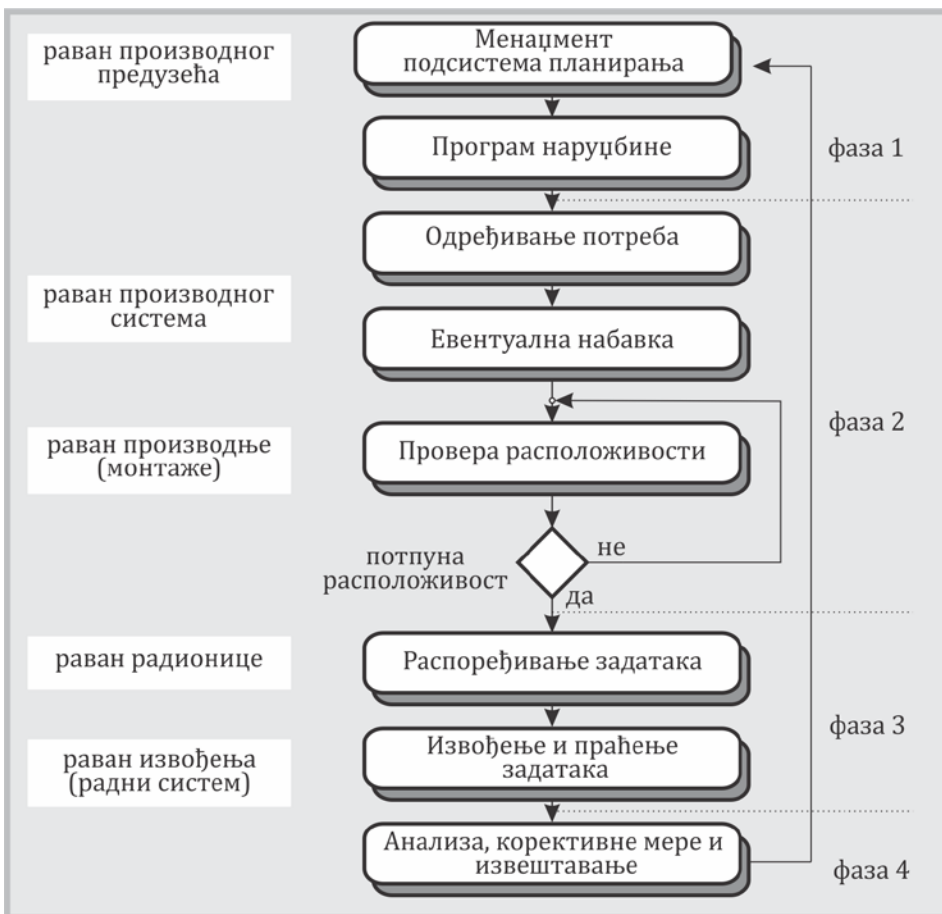 раван производног
предузећа
Менаџмент
подсистема планирања
Програм наруџбине
фаза 1
Одређивање потреба
раван производног
система
Евентуална набавка
фаза 2
раван производње
(монтаже)
Провера расположивости
потпуна
расположивост
не
да
раван радионице
Распоређивање задатака
фаза 3
раван извођења
(радни систем)
Извођење и праћење
задатака
Анализа, корективне мере и
извештавање
фаза 4